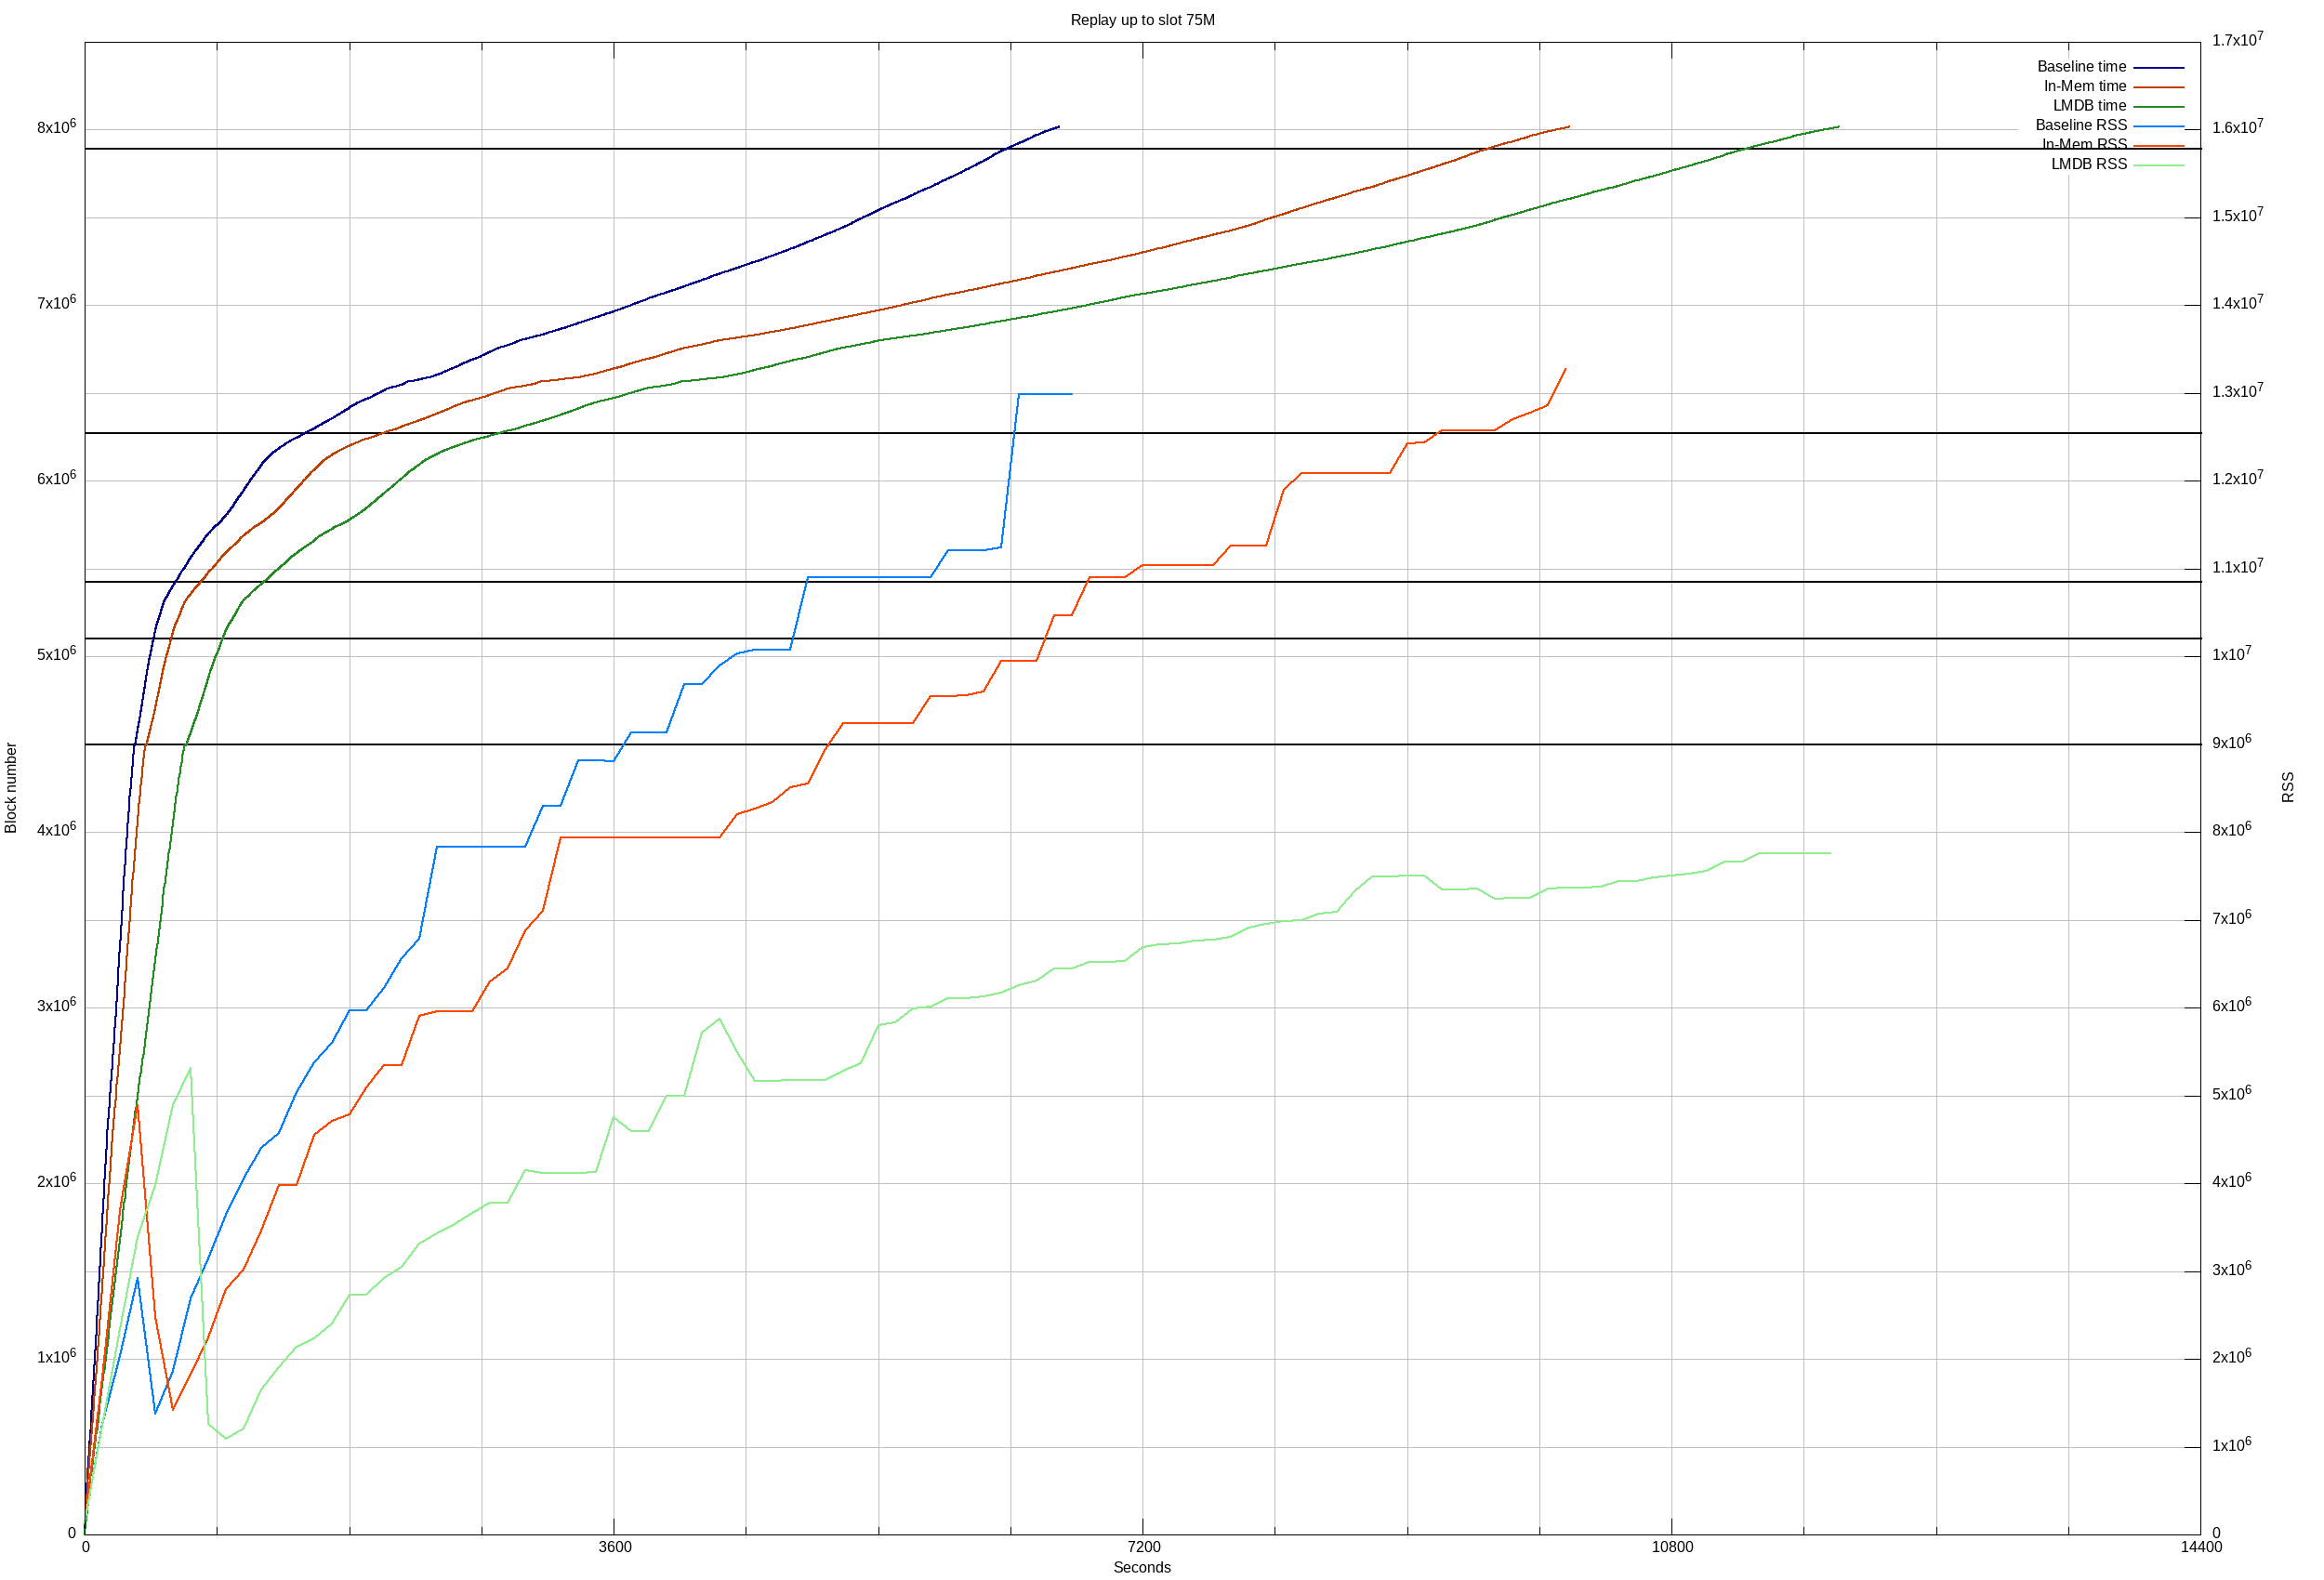 Replay up to slot 75M
Baseline time
In-Mem time
LMDB time
Baseline RSS
In-Mem RSS
LMDB RSS
Block number
8x10^6
7x10^6
6x10^6
5x10^6
4x10^6
3x10^6
2x10^6
1x10^6
0
1.7x10^7
1.6x10^7
1.5x10^7
1.4x10^7
1.3x10^7
1.2x10^7
1.1x10^7
1x10^7
9x10^6
8x10^6
7x10^6
6x10^6
5x10^6
4x10^6
3x10^6
2x10^6
1x10^6
0
RSS
0 3600 7200 10800 14400
Seconds